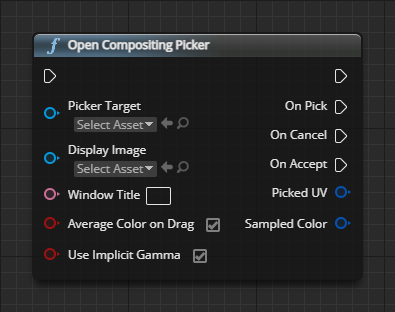 f Open Compositing Picker
Picker Target
Select Asset
On Pick
Display Image
Select Asset
On Cancel
On Accept
Window Title
Picked UV
Average Color on Drag
Sampled Color
Use Implicit Gamma